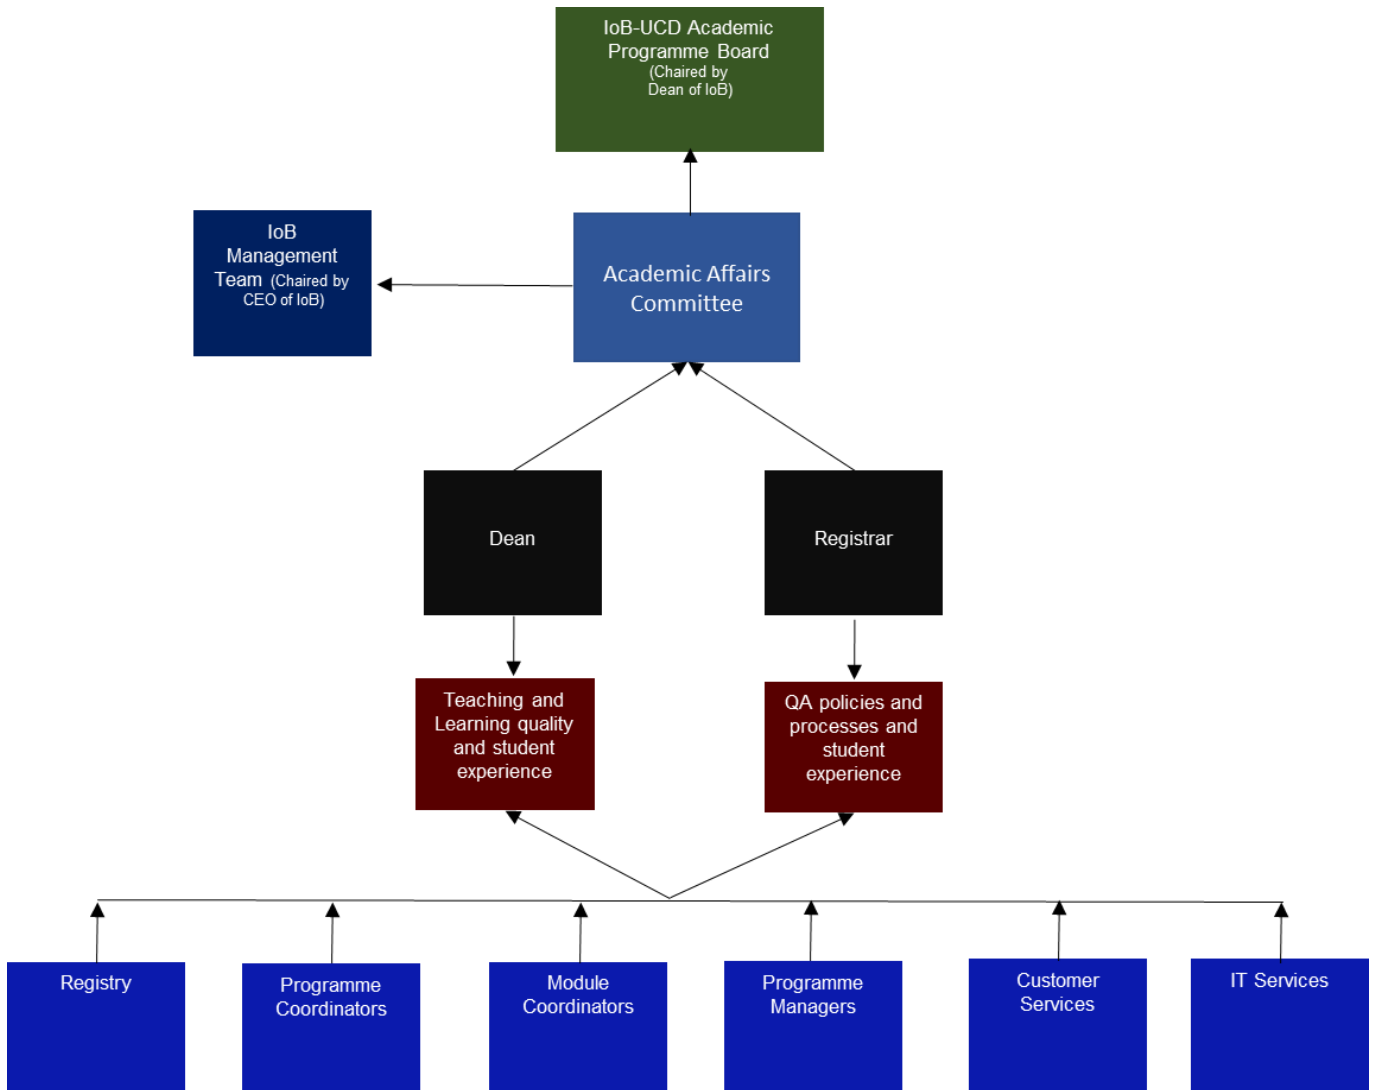 IoB-UCD Academic
Programme Board
(Chaired by
Dean of IoB)
IoB
Management
Team (Chaired by
CEO of IoB)
Academic Affairs
Committee
Dean
Registrar
Teaching and
Learning quality
and student
experience
QA policies and
processes and
student
experience
Registry
Programme
Coordinators
Module
Coordinators
Programme
Managers
Customer
Services
IT Services